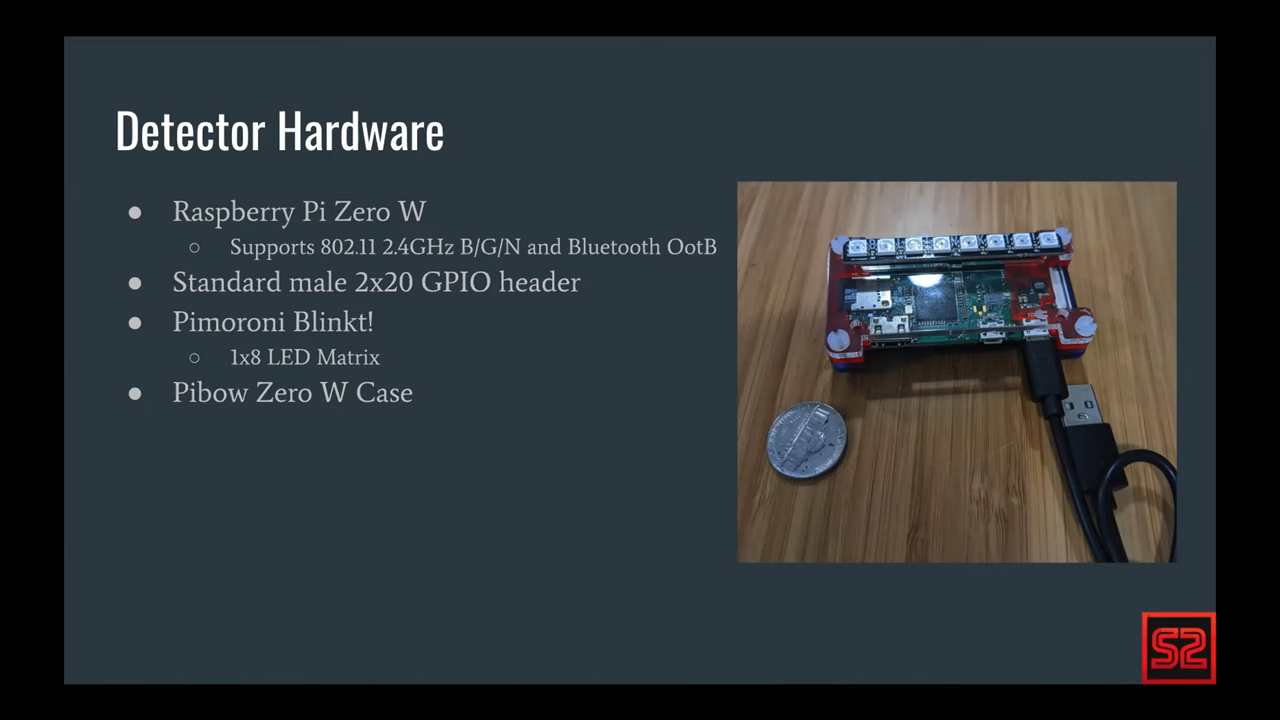 Detector Hardware
● Raspberry Pi Zero W
○ Supports 802.11 2.4GHz B/G/N and Bluetooth OotB
● Standard male 2x20 GPIO header
● Pimoroni Blinkt!
○ 1x8 LED Matrix
● Pibow Zero W Case
S2